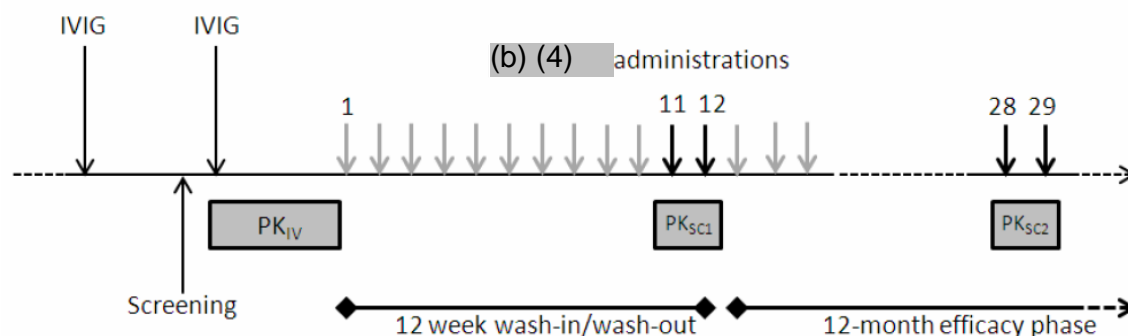 IVIG IVIG
(b) (4) administrations
1 11 12 28 29
PKIV PKSC1 PKSC2
Screening
12 week wash-in/wash-out 12-month efficacy phase